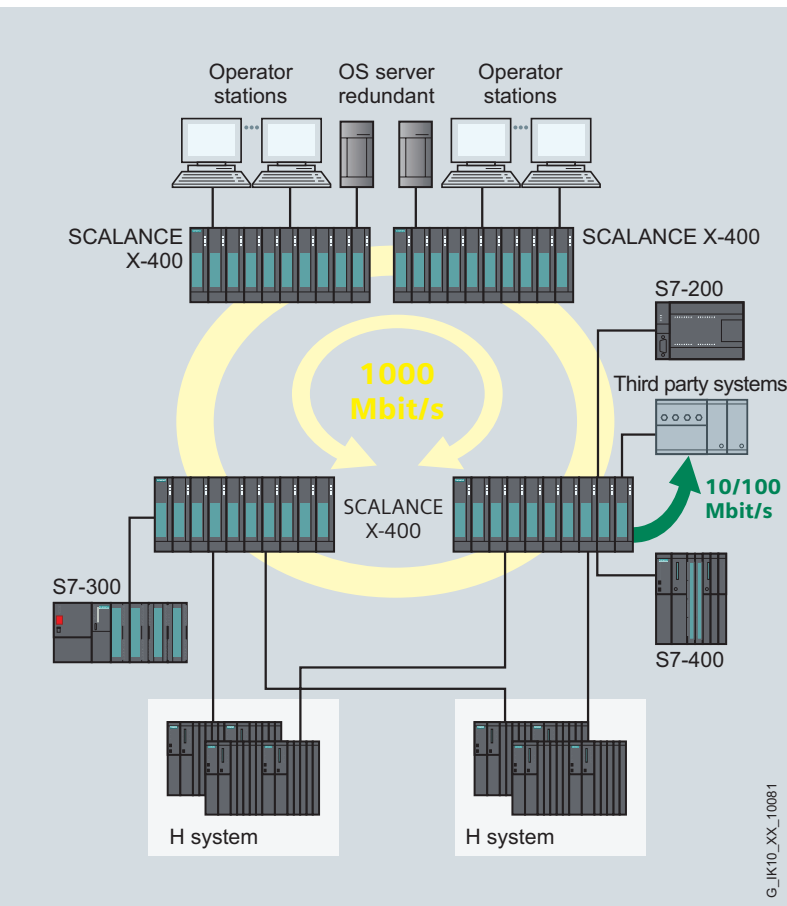 Operator
stations
OS server
redundant
Operator
stations
SCALANCE
X-400
SCALANCE X-400
S7-200
1000
Mbit/s
Third party systems
SCALANCE
X-400
10/100
Mbit/s
S7-300
S7-400
H system
H system
G_IK10_XX_10081